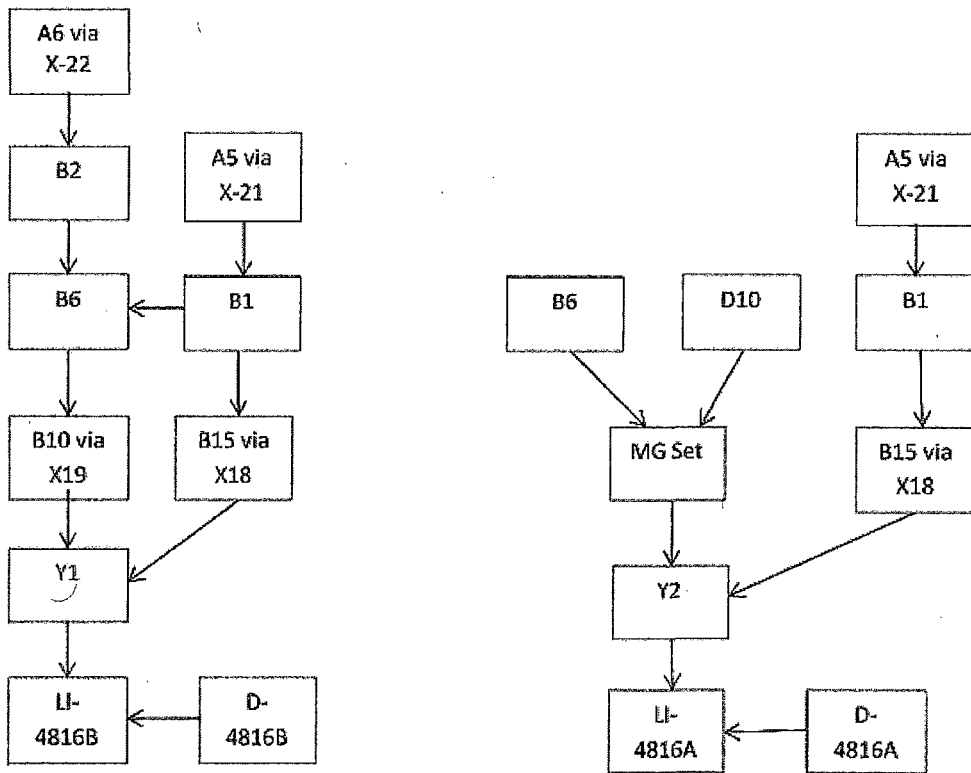 A6 via
X-22
B2
A5 via
X-21
B6
B1
B10 via
X19
B15 via
X18
Y1
LI-
4816B
D-
4816B
A5 via
X-21
B6
D10
B1
MG Set
B15 via
X18
Y2
LI-
4816A
D-
4816A